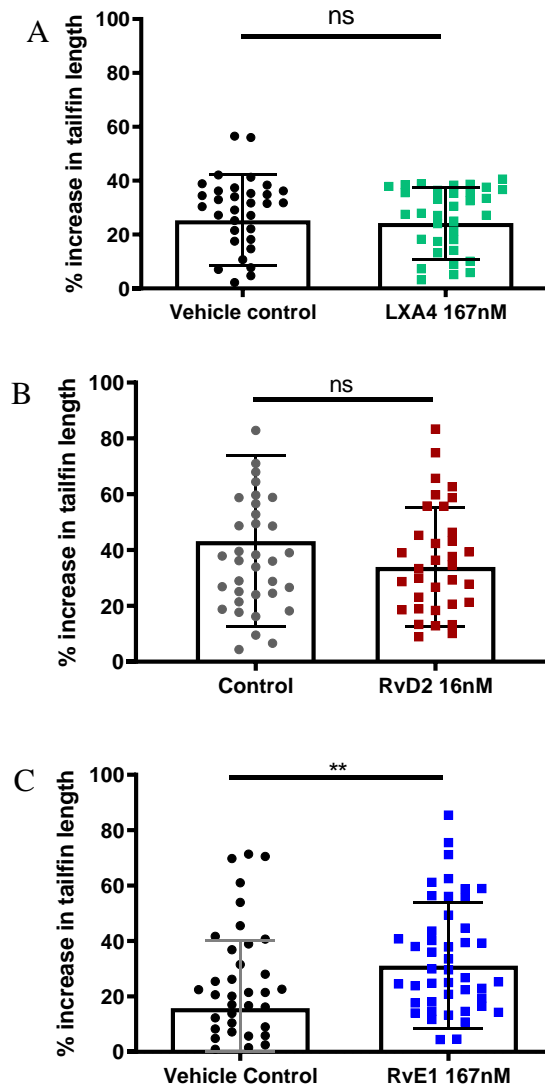 A
ns
% increase in tailfin length
100
80
60
40
20
0
Vehicle control
LXA4 167nM
B
ns
% increase in tailfin length
100
80
60
40
20
0
Control
RvD2 16nM
C
**
% increase in tailfin length
100
80
60
40
20
0
Vehicle Control
RvE1 167nM